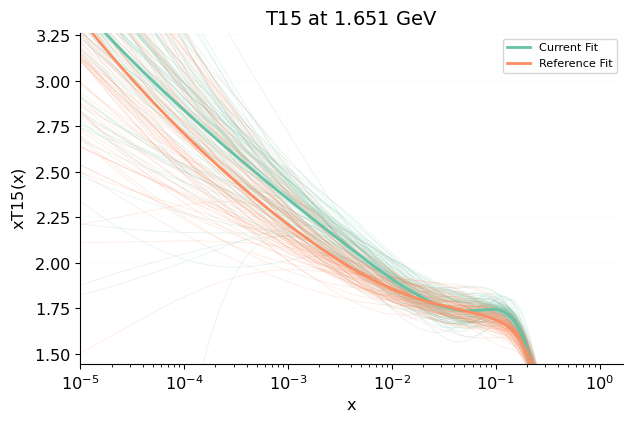 T15 at 1.651 GeV
Current Fit
Reference Fit
3.25
3.00
2.75
2.50
2.25
2.00
1.75
1.50
xT15(x)
10⁻⁵
10⁻⁴
10⁻³
10⁻²
10⁻¹
10⁰
x